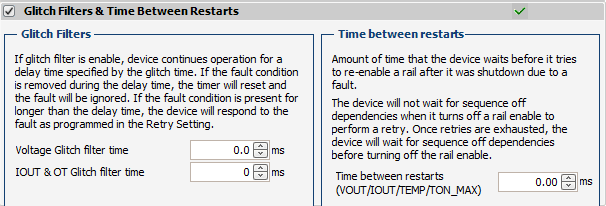 Glitch Filters & Time Between Restarts
Glitch Filters
If glitch filter is enable, device continues operation for a
delay time specified by the glitch time. If the fault condition
is removed during the delay time, the timer will reset and
the fault will be ignored. If the fault condition is present for
longer than the delay time, the device will respond to the
fault as programmed in the Retry Setting.
Voltage Glitch filter time 0.0 ms
IOUT & OT Glitch filter time 0 ms
Time between restarts
Amount of time that the device waits before it tries
to re-enable a rail after it was shutdown due to a
fault.
The device will not wait for sequence off
dependencies when it turns off a rail enable to
perform a retry. Once retries are exhausted, the
device will wait for sequence off dependencies
before turning off the rail enable.
Time between restarts
(VOUT/IOUT/TEMP/TON_MAX) 0.00 ms